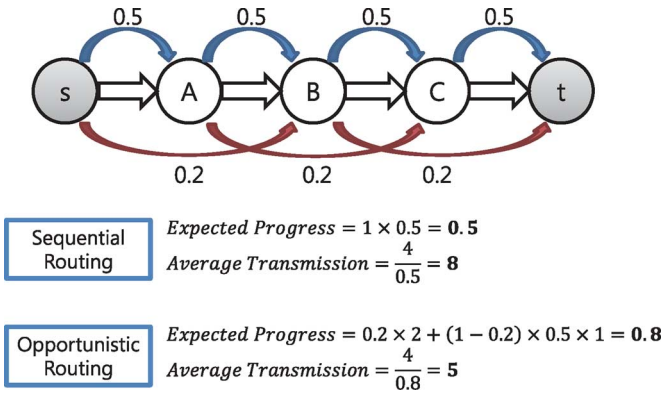 0.5 0.5 0.5 0.5
s A B C t
0.2 0.2 0.2
Sequential
Routing
Expected Progress = 1 × 0.5 = 0.5
Average Transmission = 4/0.5 = 8
Opportunistic
Routing
Expected Progress = 0.2 × 2 + (1 − 0.2) × 0.5 × 1 = 0.8
Average Transmission = 4/0.8 = 5